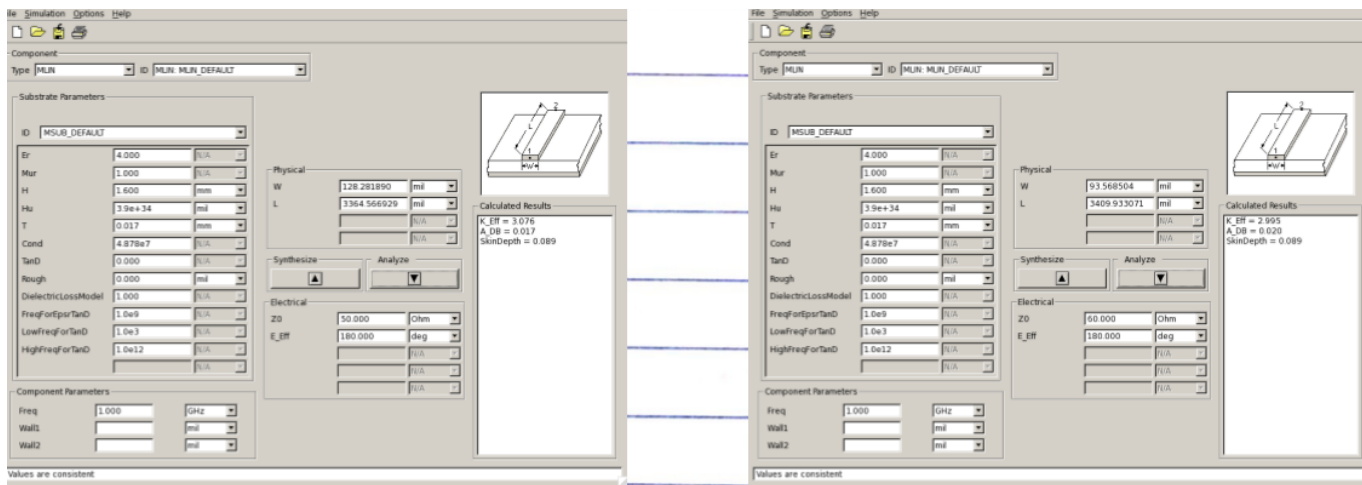 File Simulation Options Help
Component
Type MLIN ID MLIN: MLIN_DEFAULT
Substrate Parameters
ID MSUB_DEFAULT
Er 4.000 N/A
Mur 1.000 N/A
H 1.600 mm
Hu 3.9e+34 mil
T 0.017 mm
Cond 4.878e7 N/A
TanD 0.000 N/A
Rough 0.000 mil
DielectricLossModel 1.000 N/A
FreqForEpsrTanD 1.0e9 N/A
LowFreqForTanD 1.0e3 N/A
HighFreqForTanD 1.0e12 N/A
N/A
Component Parameters
Freq 1.000 GHz
Wall1 mil
Wall2 mil
Physical
W 128.281890 mil
L 3364.566929 mil
N/A
N/A
Synthesize Analyze
Electrical
Z0 50.000 Ohm
E_Eff 180.000 deg
N/A
N/A
N/A
L 2
1
W
Calculated Results
K_Eff = 3.076
A_DB = 0.017
SkinDepth = 0.089
Values are consistent
File Simulation Options Help
Component
Type MLIN ID MLIN: MLIN_DEFAULT
Substrate Parameters
ID MSUB_DEFAULT
Er 4.000 N/A
Mur 1.000 N/A
H 1.600 mm
Hu 3.9e+34 mil
T 0.017 mm
Cond 4.878e7 N/A
TanD 0.000 N/A
Rough 0.000 mil
DielectricLossModel 1.000 N/A
FreqForEpsrTanD 1.0e9 N/A
LowFreqForTanD 1.0e3 N/A
HighFreqForTanD 1.0e12 N/A
N/A
Component Parameters
Freq 1.000 GHz
Wall1 mil
Wall2 mil
Physical
W 93.568504 mil
L 3409.933071 mil
N/A
N/A
Synthesize Analyze
Electrical
Z0 60.000 Ohm
E_Eff 180.000 deg
N/A
N/A
N/A
L 2
1
W
Calculated Results
K_Eff = 2.995
A_DB = 0.020
SkinDepth = 0.089
Values are consistent